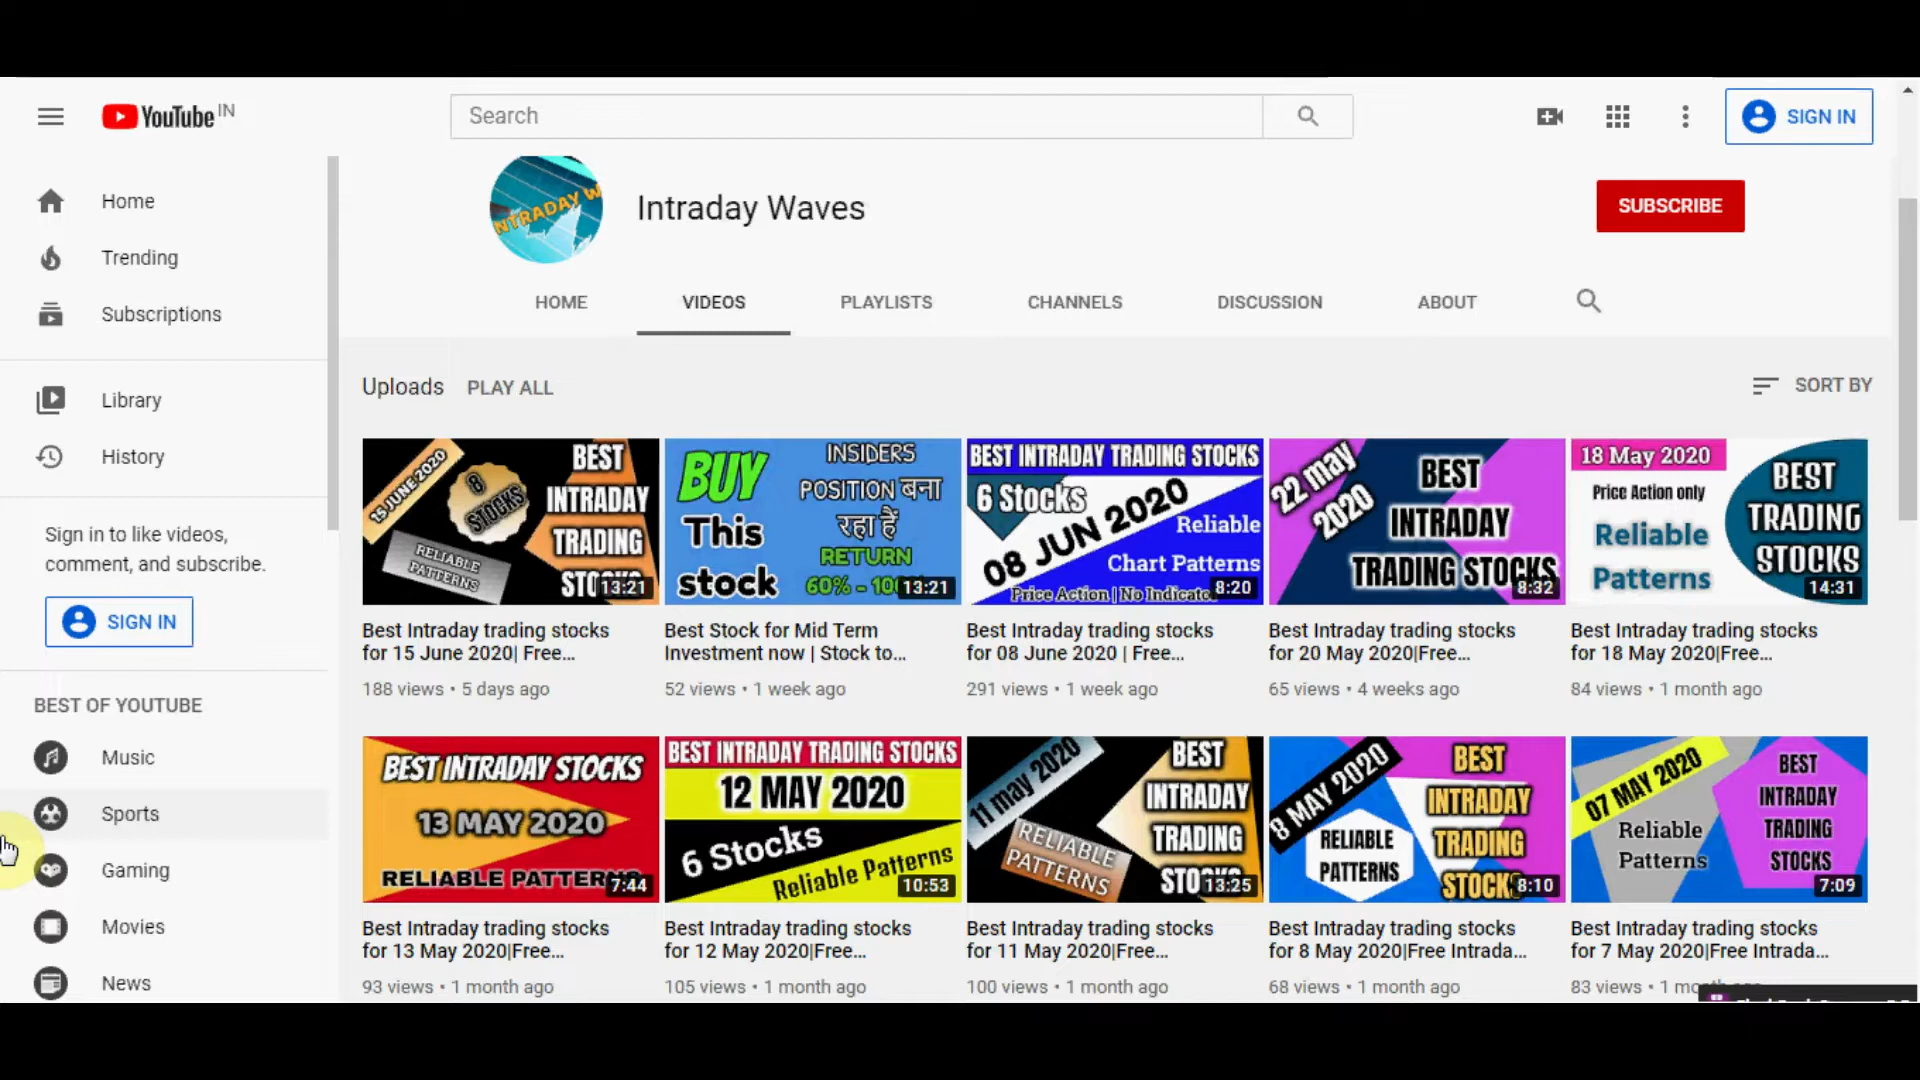 YouTube IN
Search
SIGN IN
Home
Trending
Subscriptions
Library
History
Sign in to like videos,
comment, and subscribe.
SIGN IN
BEST OF YOUTUBE
Music
Sports
Gaming
Movies
News
INTRADAY W
Intraday Waves
SUBSCRIBE
HOME
VIDEOS
PLAYLISTS
CHANNELS
DISCUSSION
ABOUT
Uploads
PLAY ALL
SORT BY
15 JUNE 2020
8
STOCKS
RELIABLE
PATTERNS
BEST
INTRADAY
TRADING
13:21
Best Intraday trading stocks
for 15 June 2020| Free...
188 views • 5 days ago
BUY
This
stock
INSIDERS
POSITION बना
रहा हैं
RETURN
60% - 10
13:21
Best Stock for Mid Term
Investment now | Stock to...
52 views • 1 week ago
BEST INTRADAY TRADING STOCKS
6 Stocks
08 JUN 2020
Reliable
Chart Patterns
Price Action | No Indicato
8:20
Best Intraday trading stocks
for 08 June 2020 | Free...
291 views • 1 week ago
22 may
2020
BEST
INTRADAY
TRADING STOCKS
8:32
Best Intraday trading stocks
for 20 May 2020|Free...
65 views • 4 weeks ago
18 May 2020
Price Action only
Reliable
Patterns
BEST
TRADING
STOCKS
14:31
Best Intraday trading stocks
for 18 May 2020|Free...
84 views • 1 month ago
BEST INTRADAY STOCKS
13 MAY 2020
RELIABLE PATTERNS
7:44
Best Intraday trading stocks
for 13 May 2020|Free...
93 views • 1 month ago
BEST INTRADAY TRADING STOCKS
12 MAY 2020
6 Stocks
Reliable Patterns
10:53
Best Intraday trading stocks
for 12 May 2020|Free...
105 views • 1 month ago
11 may 2020
RELIABLE
PATTERNS
BEST
INTRADAY
TRADING
13:25
Best Intraday trading stocks
for 11 May 2020|Free...
100 views • 1 month ago
8 MAY 2020
RELIABLE
PATTERNS
BEST
INTRADAY
TRADING
STOCKS
8:10
Best Intraday trading stocks
for 8 May 2020|Free Intrada...
68 views • 1 month ago
07 MAY 2020
Reliable
Patterns
BEST
INTRADAY
TRADING
STOCKS
7:09
Best Intraday trading stocks
for 7 May 2020|Free Intrada...
83 views • 1